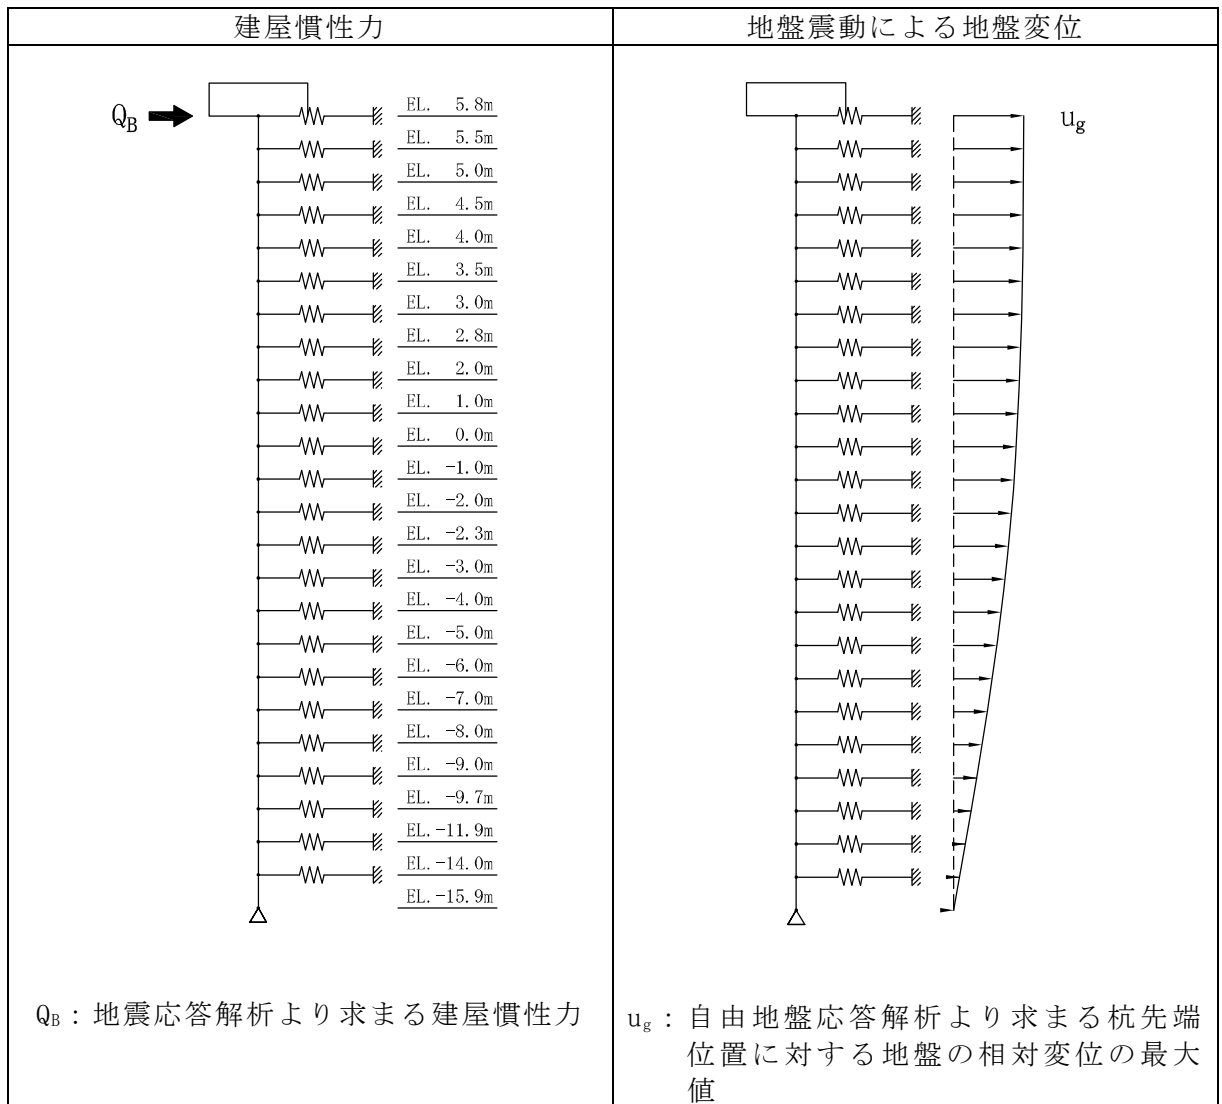 建屋慣性力
地盤震動による地盤変位
Q_B
EL. 5.8m
EL. 5.5m
EL. 5.0m
EL. 4.5m
EL. 4.0m
EL. 3.5m
EL. 3.0m
EL. 2.8m
EL. 2.0m
EL. 1.0m
EL. 0.0m
EL. -1.0m
EL. -2.0m
EL. -2.3m
EL. -3.0m
EL. -4.0m
EL. -5.0m
EL. -6.0m
EL. -7.0m
EL. -8.0m
EL. -9.0m
EL. -9.7m
EL.-11.9m
EL.-14.0m
EL.-15.9m
u_g
Q_B：地震応答解析より求まる建屋慣性力
u_g：自由地盤応答解析より求まる杭先端
位置に対する地盤の相対変位の最大
値